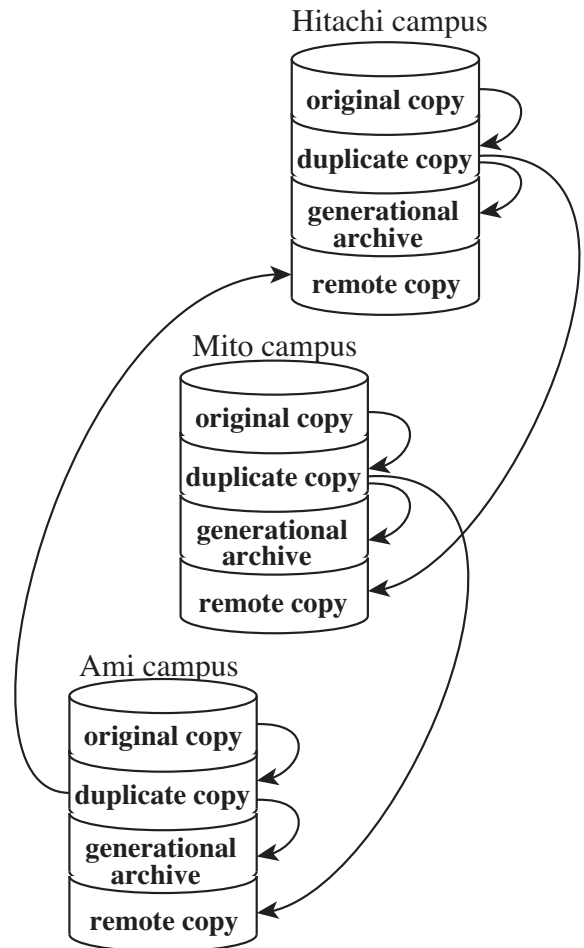 Hitachi campus
original copy
duplicate copy
generational
archive
remote copy
Mito campus
original copy
duplicate copy
generational
archive
remote copy
Ami campus
original copy
duplicate copy
generational
archive
remote copy